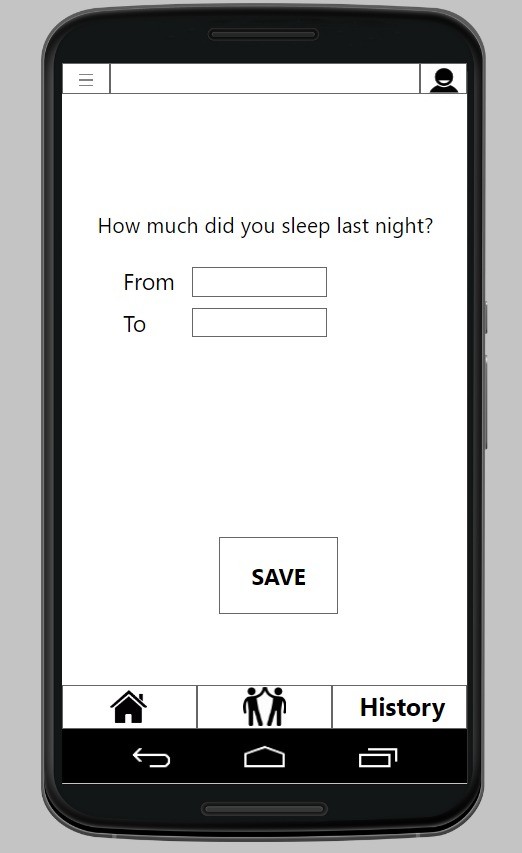 How much did you sleep last night?
From
To
SAVE
History